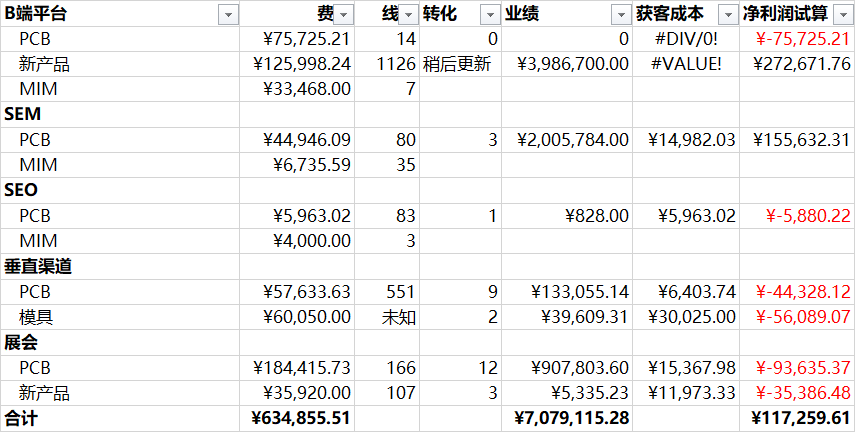 B端平台 费 线 转化 业绩 获客成本 净利润试算
PCB ¥75,725.21 14 0 0 #DIV/0! ¥-75,725.21
新产品 ¥125,998.24 1126 稍后更新 ¥3,986,700.00 #VALUE! ¥272,671.76
MIM ¥33,468.00 7
SEM
PCB ¥44,946.09 80 3 ¥2,005,784.00 ¥14,982.03 ¥155,632.31
MIM ¥6,735.59 35
SEO
PCB ¥5,963.02 83 1 ¥828.00 ¥5,963.02 ¥-5,880.22
MIM ¥4,000.00 3
垂直渠道
PCB ¥57,633.63 551 9 ¥133,055.14 ¥6,403.74 ¥-44,328.12
模具 ¥60,050.00 未知 2 ¥39,609.31 ¥30,025.00 ¥-56,089.07
展会
PCB ¥184,415.73 166 12 ¥907,803.60 ¥15,367.98 ¥-93,635.37
新产品 ¥35,920.00 107 3 ¥5,335.23 ¥11,973.33 ¥-35,386.48
合计 ¥634,855.51 ¥7,079,115.28 ¥117,259.61